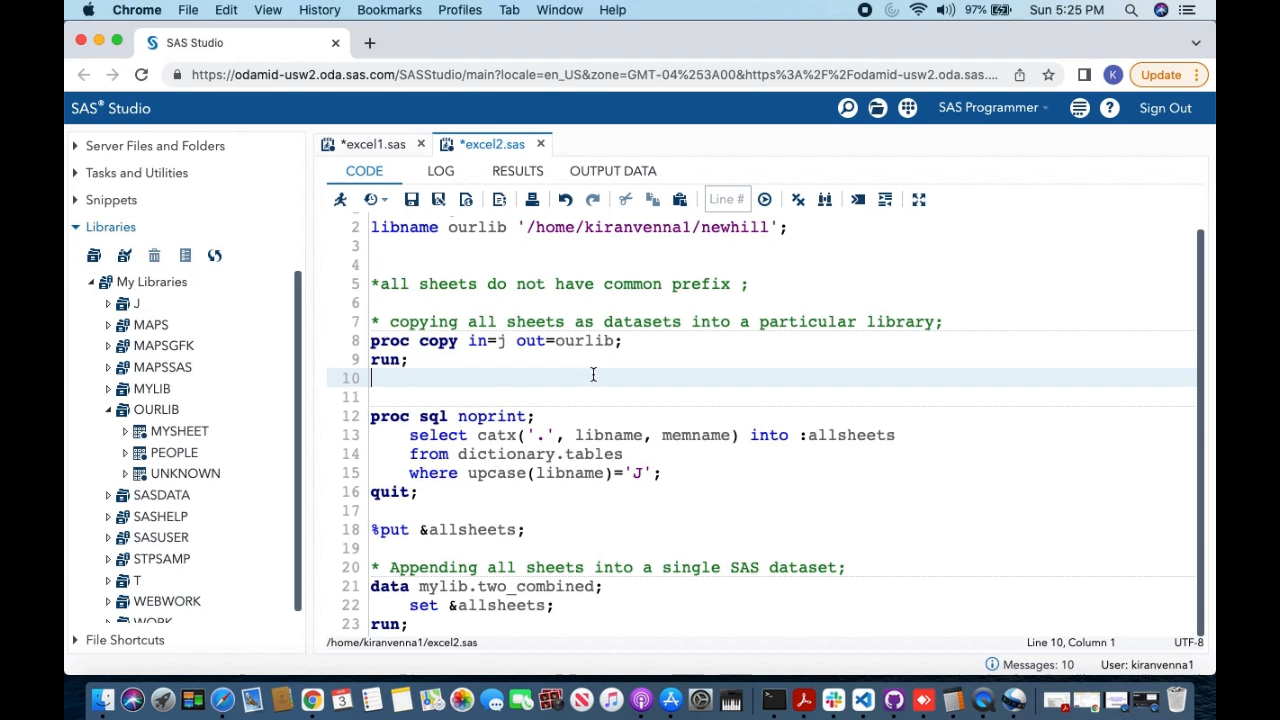 Chrome File Edit View History Bookmarks Profiles Tab Window Help 97% Sun 5:25 PM
SAS Studio
https://odamid-usw2.oda.sas.com/SASStudio/main?locale=en_US&zone=GMT-04%253A00&https%3A%2F%2Fodamid-usw2.oda.sas.... K Update
SAS® Studio SAS Programmer Sign Out
Server Files and Folders
Tasks and Utilities
Snippets
Libraries
My Libraries
J
MAPS
MAPSGFK
MAPSSAS
MYLIB
OURLIB
MYSHEET
PEOPLE
UNKNOWN
SASDATA
SASHELP
SASUSER
STPSAMP
T
WEBWORK
WORK
File Shortcuts
*excel1.sas *excel2.sas
CODE LOG RESULTS OUTPUT DATA
Line #
2 libname ourlib '/home/kiranvenna1/newhill';
3
4
5 *all sheets do not have common prefix ;
6
7 * copying all sheets as datasets into a particular library;
8 proc copy in=j out=ourlib;
9 run;
10
11
12 proc sql noprint;
13 select catx('.', libname, memname) into :allsheets
14 from dictionary.tables
15 where upcase(libname)='J';
16 quit;
17
18 %put &allsheets;
19
20 * Appending all sheets into a single SAS dataset;
21 data mylib.two_combined;
22 set &allsheets;
23 run;
/home/kiranvenna1/excel2.sas Line 10, Column 1 UTF-8
Messages: 10 User: kiranvenna1